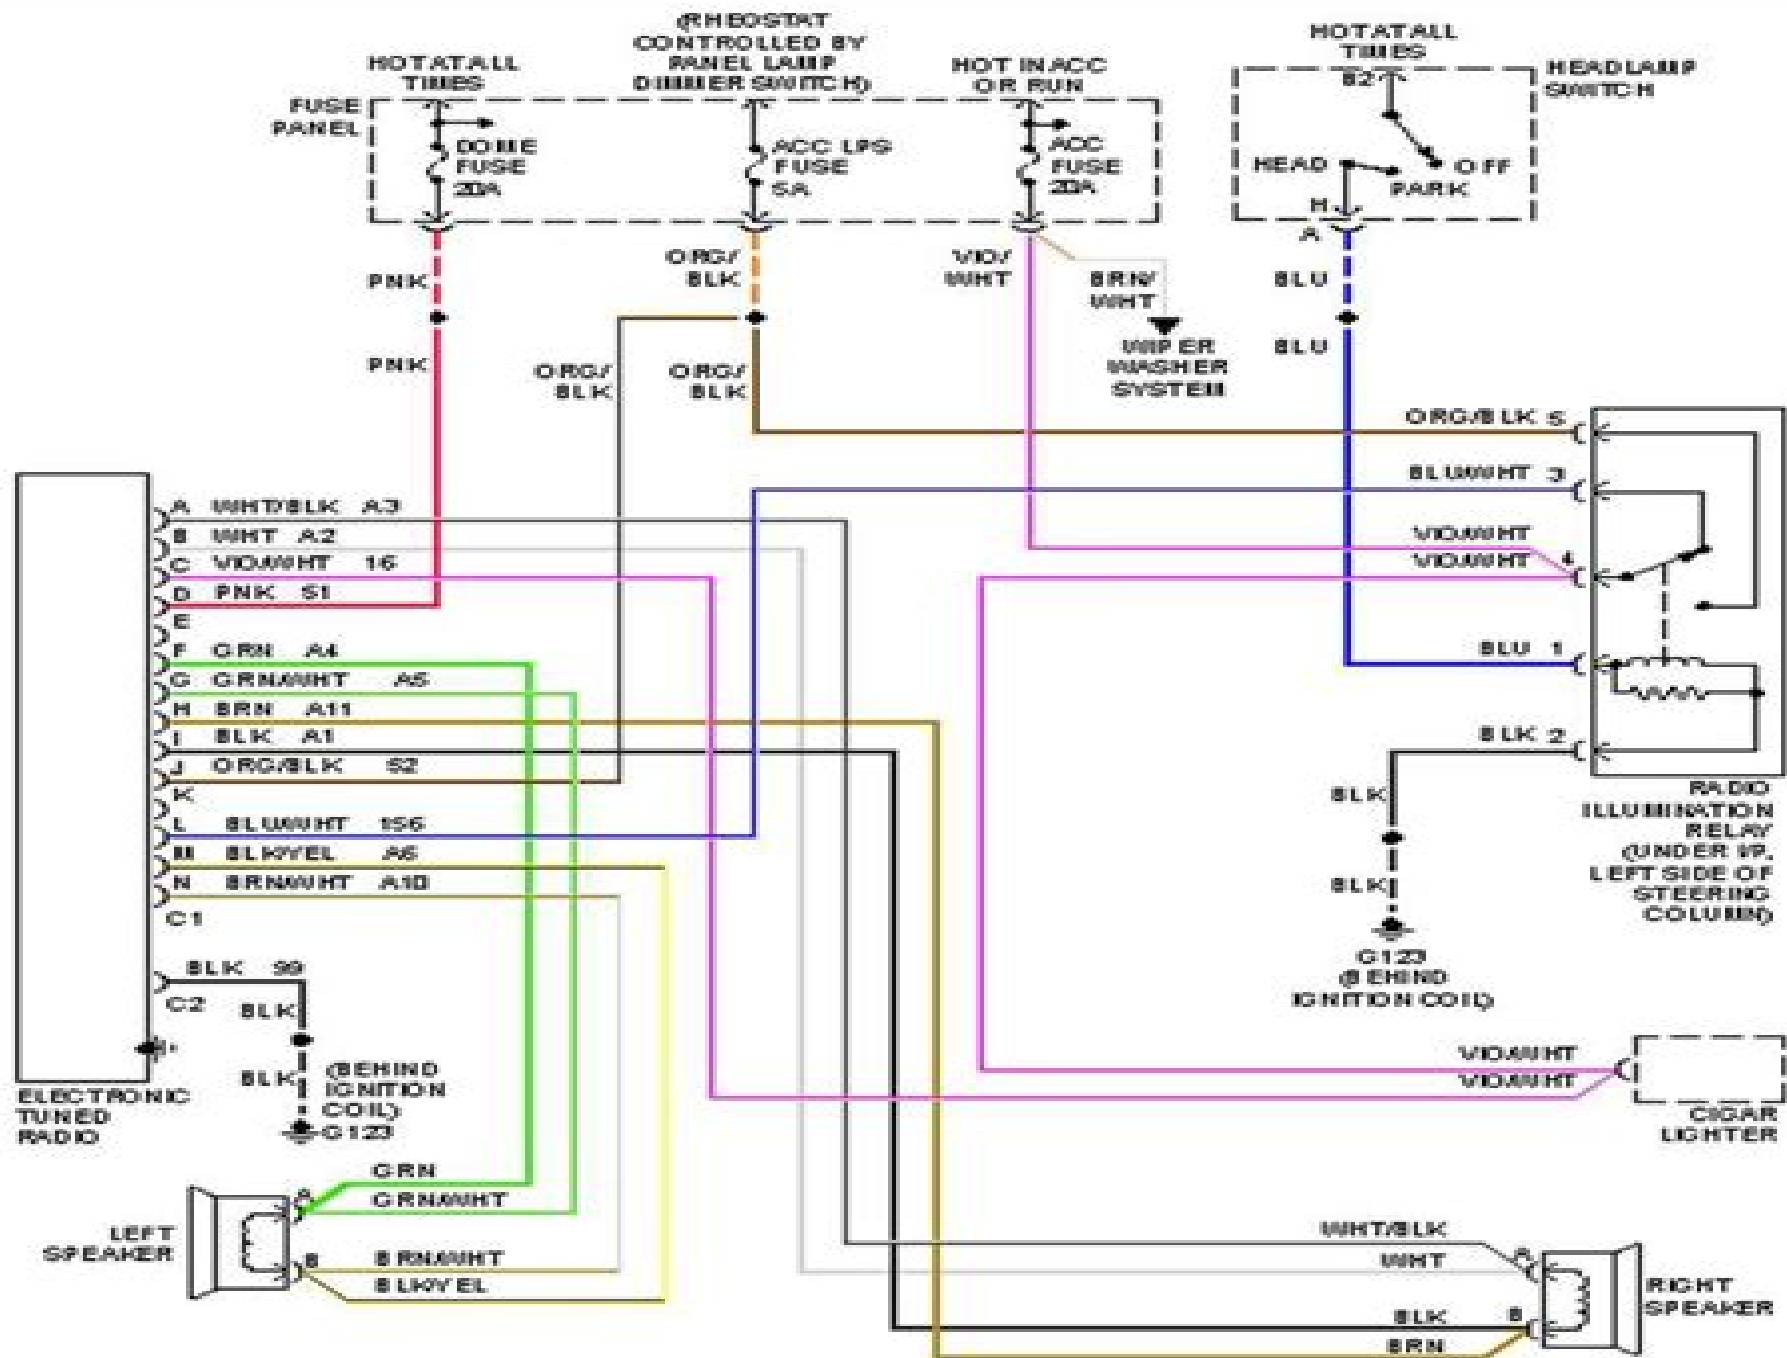 HOT AT ALL
TIMES
(RHEOSTAT
CONTROLLED BY
PANEL LAMP
DIMMER SWITCH)
HOT IN ACC
OR RUN
HOT AT ALL
TIMES
FUSE
PANEL
DOME
FUSE
20A
ACC LPS
FUSE
5A
ACC
FUSE
20A
B2
HEAD
OFF
PARK
H
A
HEADLAMP
SWITCH
PNK
ORG/
BLK
VIO/
WHT
BRN/
WHT
BLU
PNK
ORG/
BLK
ORG/
BLK
WIPER
WASHER
SYSTEM
BLU
ORG/BLK 5
BLU/WHT 3
VIO/WHT
VIO/WHT 4
BLU 1
BLK 2
RADIO
ILLUMINATION
RELAY
(UNDER I/P,
LEFT SIDE OF
STEERING
COLUMN)
BLK
BLK
G123
(BEHIND
IGNITION COIL)
A WHT/BLK A3
B WHT A2
C VIO/WHT 16
D PNK S1
E
F GRN A4
G GRN/WHT A5
H BRN A11
I BLK A1
J ORG/BLK S2
K
L BLU/WHT 156
M BLK/YEL A6
N BRN/WHT A10
C1
BLK S9
C2
BLK
BLK
(BEHIND
IGNITION
COIL)
G123
ELECTRONIC
TUNED
RADIO
VIO/WHT
VIO/WHT
CIGAR
LIGHTER
GRN
GRN/WHT
A
LEFT
SPEAKER
B
BRN/WHT
BLK/YEL
WHT/BLK
WHT
A
BLK
B
BRN
RIGHT
SPEAKER